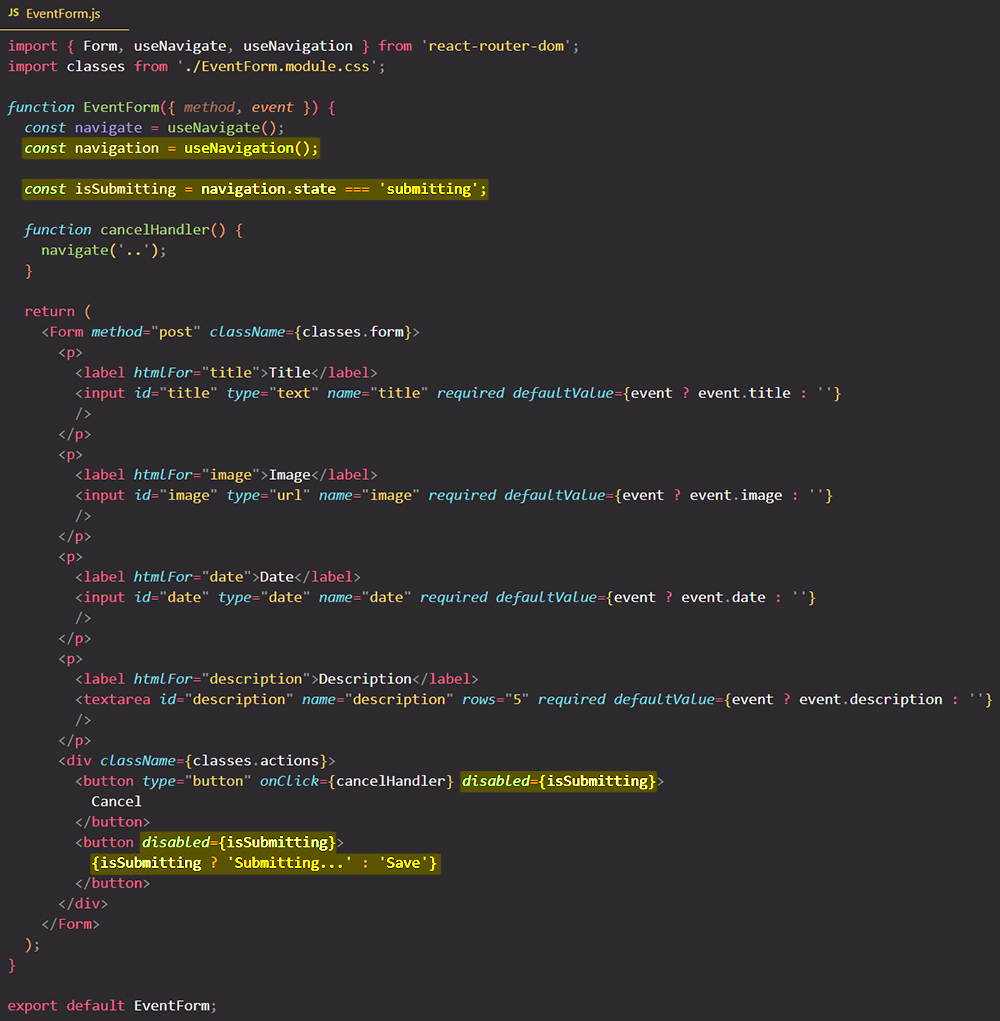 JS EventForm.js
import { Form, useNavigate, useNavigation } from 'react-router-dom';
import classes from './EventForm.module.css';
function EventForm({ method, event }) {
const navigate = useNavigate();
const navigation = useNavigation();
const isSubmitting = navigation.state === 'submitting';
function cancelHandler() {
navigate('..');
}
return (
<Form method="post" className={classes.form}>
<p>
<label htmlFor="title">Title</label>
<input id="title" type="text" name="title" required defaultValue={event ? event.title : ''}
/>
</p>
<p>
<label htmlFor="image">Image</label>
<input id="image" type="url" name="image" required defaultValue={event ? event.image : ''}
/>
</p>
<p>
<label htmlFor="date">Date</label>
<input id="date" type="date" name="date" required defaultValue={event ? event.date : ''}
/>
</p>
<p>
<label htmlFor="description">Description</label>
<textarea id="description" name="description" rows="5" required defaultValue={event ? event.description : ''}
/>
</p>
<div className={classes.actions}>
<button type="button" onClick={cancelHandler} disabled={isSubmitting}>
Cancel
</button>
<button disabled={isSubmitting}>
{isSubmitting ? 'Submitting...' : 'Save'}
</button>
</div>
</Form>
);
}
export default EventForm;